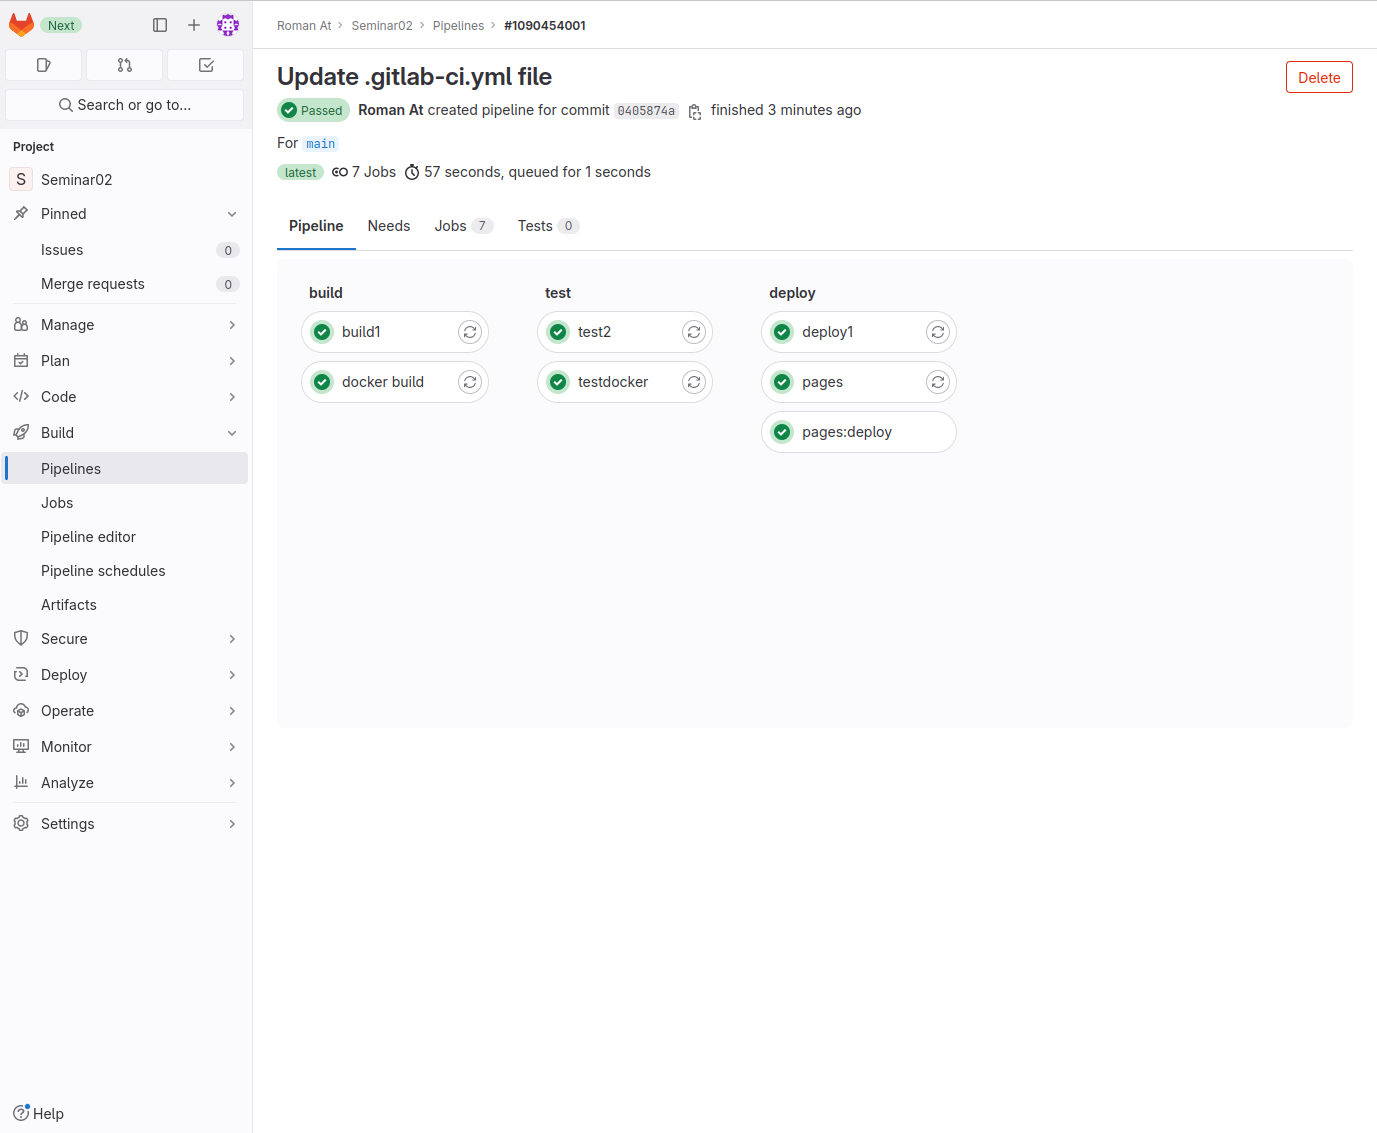 Next
Search or go to...
Project
S Seminar02
Pinned
Issues 0
Merge requests 0
Manage
Plan
Code
Build
Pipelines
Jobs
Pipeline editor
Pipeline schedules
Artifacts
Secure
Deploy
Operate
Monitor
Analyze
Settings
Help
Roman At › Seminar02 › Pipelines › #1090454001
Update .gitlab-ci.yml file
Delete
Passed Roman At created pipeline for commit 0405874a finished 3 minutes ago
For main
latest 7 Jobs 57 seconds, queued for 1 seconds
Pipeline Needs Jobs 7 Tests 0
build
build1
docker build
test
test2
testdocker
deploy
deploy1
pages
pages:deploy